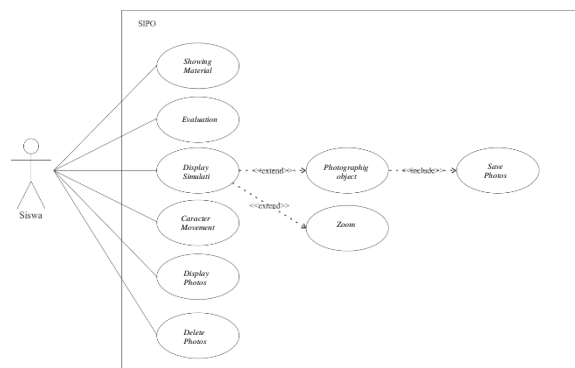 SIPO
Showing
Material
Evaluation
Display
Simulati
<<extend>>
Photographig
object
<<include>>
Save
Photos
<<extend>>
Zoom
Caracter
Movement
Display
Photos
Delete
Photos
Siswa